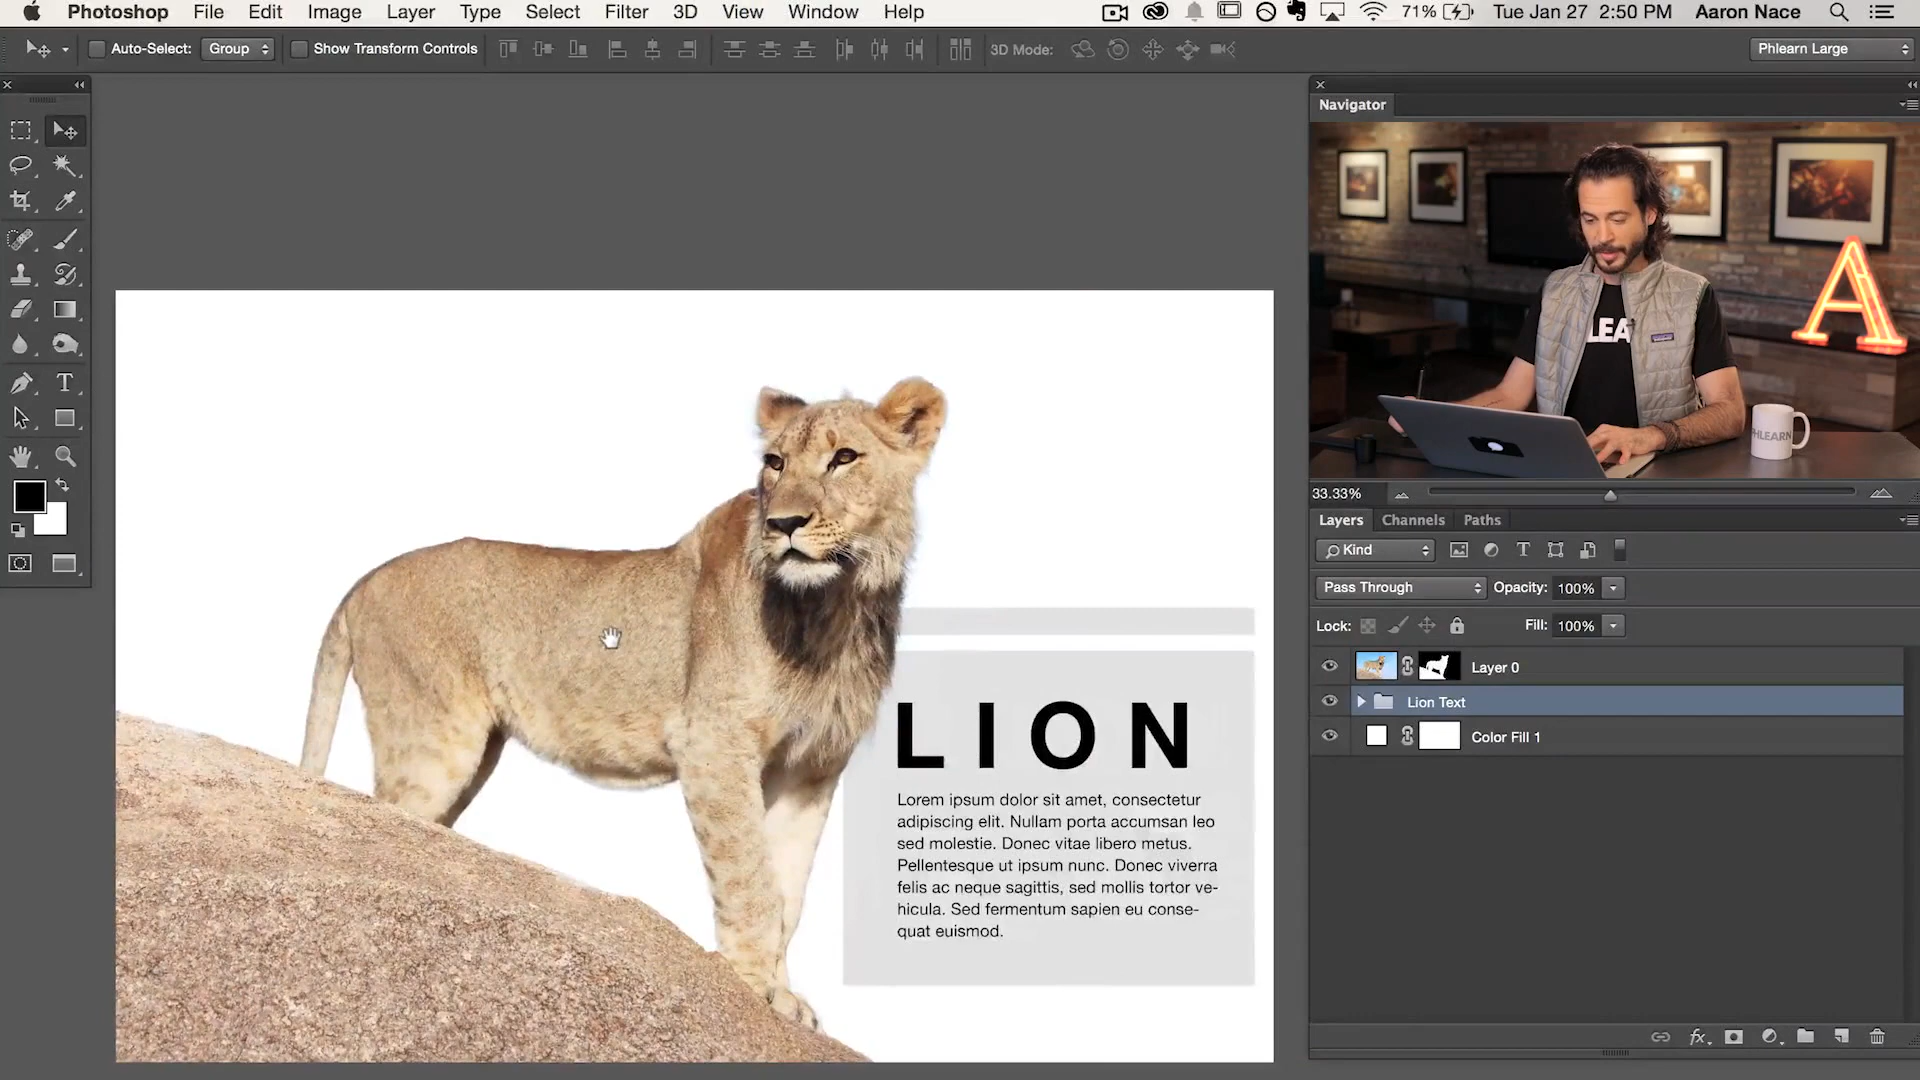 Photoshop File Edit Image Layer Type Select Filter 3D View Window Help 71% Tue Jan 27 2:50 PM Aaron Nace
Auto-Select: Group Show Transform Controls 3D Mode: Phlearn Large
Navigator
A
LEA
PHLEARN
33.33%
Layers Channels Paths
Kind
Pass Through Opacity: 100%
Lock: Fill: 100%
Layer 0
Lion Text
Color Fill 1
fx
T
LION
Lorem ipsum dolor sit amet, consectetur
adipiscing elit. Nullam porta accumsan leo
sed molestie. Donec vitae libero metus.
Pellentesque ut ipsum nunc. Donec viverra
felis ac neque sagittis, sed mollis tortor ve-
hicula. Sed fermentum sapien eu conse-
quat euismod.